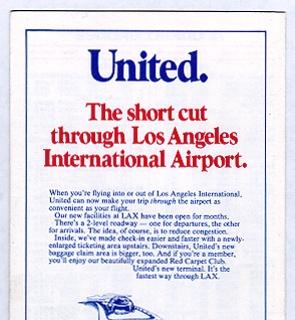 United.
The short cut
through Los Angeles
International Airport.
When you're flying into or out of Los Angeles International,
United can now make your trip through the airport as
convenient as your flight.
Our new facilities at LAX have been open for months.
There's a 2-level roadway — one for departures, the other
for arrivals. The idea, of course, is to reduce congestion.
Inside, we've made check-in easier and faster with a newly-
enlarged ticketing area upstairs. Downstairs, United's new
baggage claim area is bigger, too. And if you're a member,
you'll enjoy our beautifully expanded Red Carpet Club.
United's new terminal. It's the
fastest way through LAX.